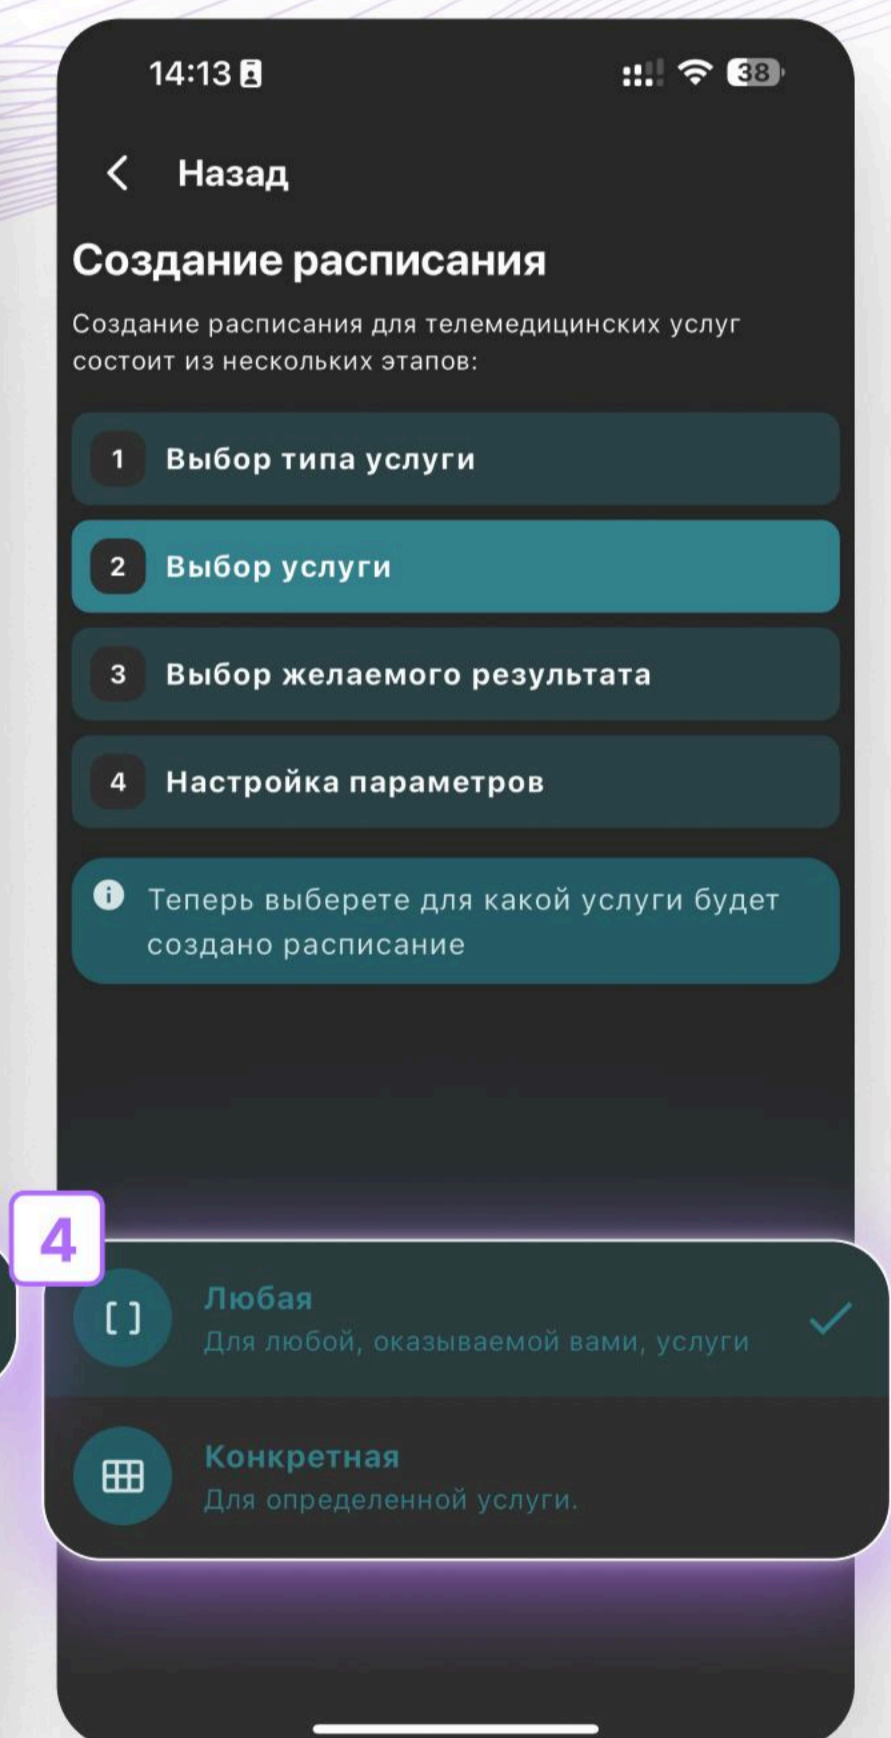 14:13
38
Назад
Создание расписания
Создание расписания для телемедицинских услуг
состоит из нескольких этапов:
1 Выбор типа услуги
2 Выбор услуги
3 Выбор желаемого результата
4 Настройка параметров
Теперь выберете для какой услуги будет
создано расписание
4
Любая
Для любой, оказываемой вами, услуги
Конкретная
Для определенной услуги.